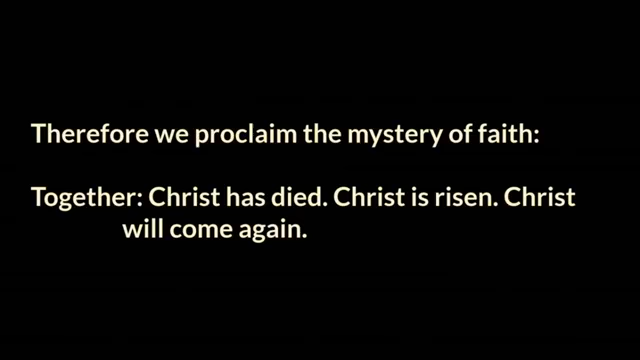 Therefore we proclaim the mystery of faith:
Together: Christ has died. Christ is risen. Christ
will come again.